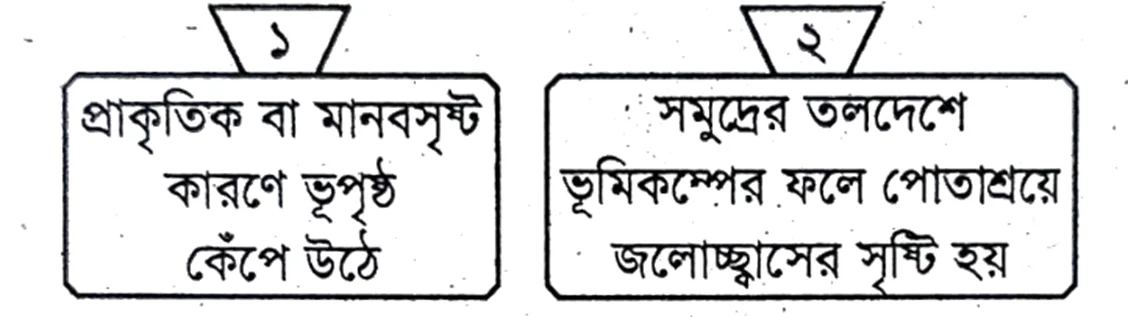 ১
প্রাকৃতিক বা মানবসৃষ্ট
কারণে ভূপৃষ্ঠ
কেঁপে উঠে
২
সমুদ্রের তলদেশে
ভূমিকম্পের ফলে পোতাশ্রয়ে
জলোচ্ছ্বাসের সৃষ্টি হয়